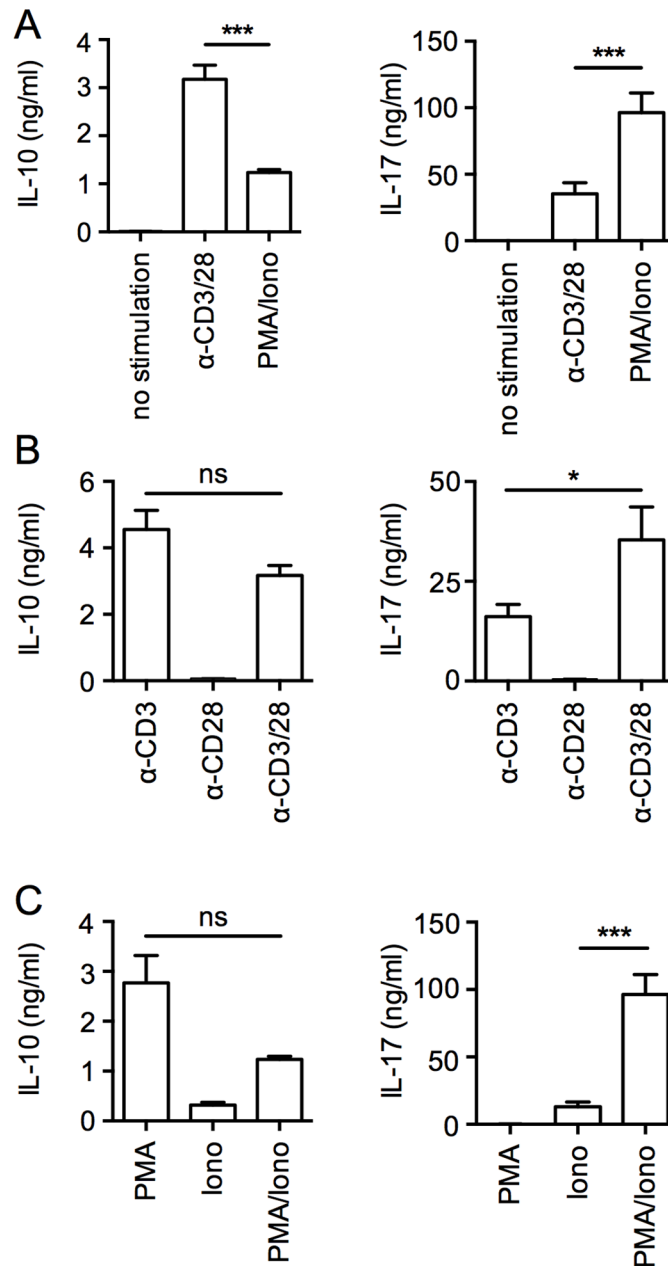 A
IL-10 (ng/ml)
4
3
2
1
0
***
no stimulation
α-CD3/28
PMA/Iono
IL-17 (ng/ml)
150
100
50
0
***
no stimulation
α-CD3/28
PMA/Iono
B
IL-10 (ng/ml)
6
4
2
0
ns
α-CD3
α-CD28
α-CD3/28
IL-17 (ng/ml)
50
25
0
*
α-CD3
α-CD28
α-CD3/28
C
IL-10 (ng/ml)
4
3
2
1
0
ns
PMA
Iono
PMA/Iono
IL-17 (ng/ml)
150
100
50
0
***
PMA
Iono
PMA/Iono